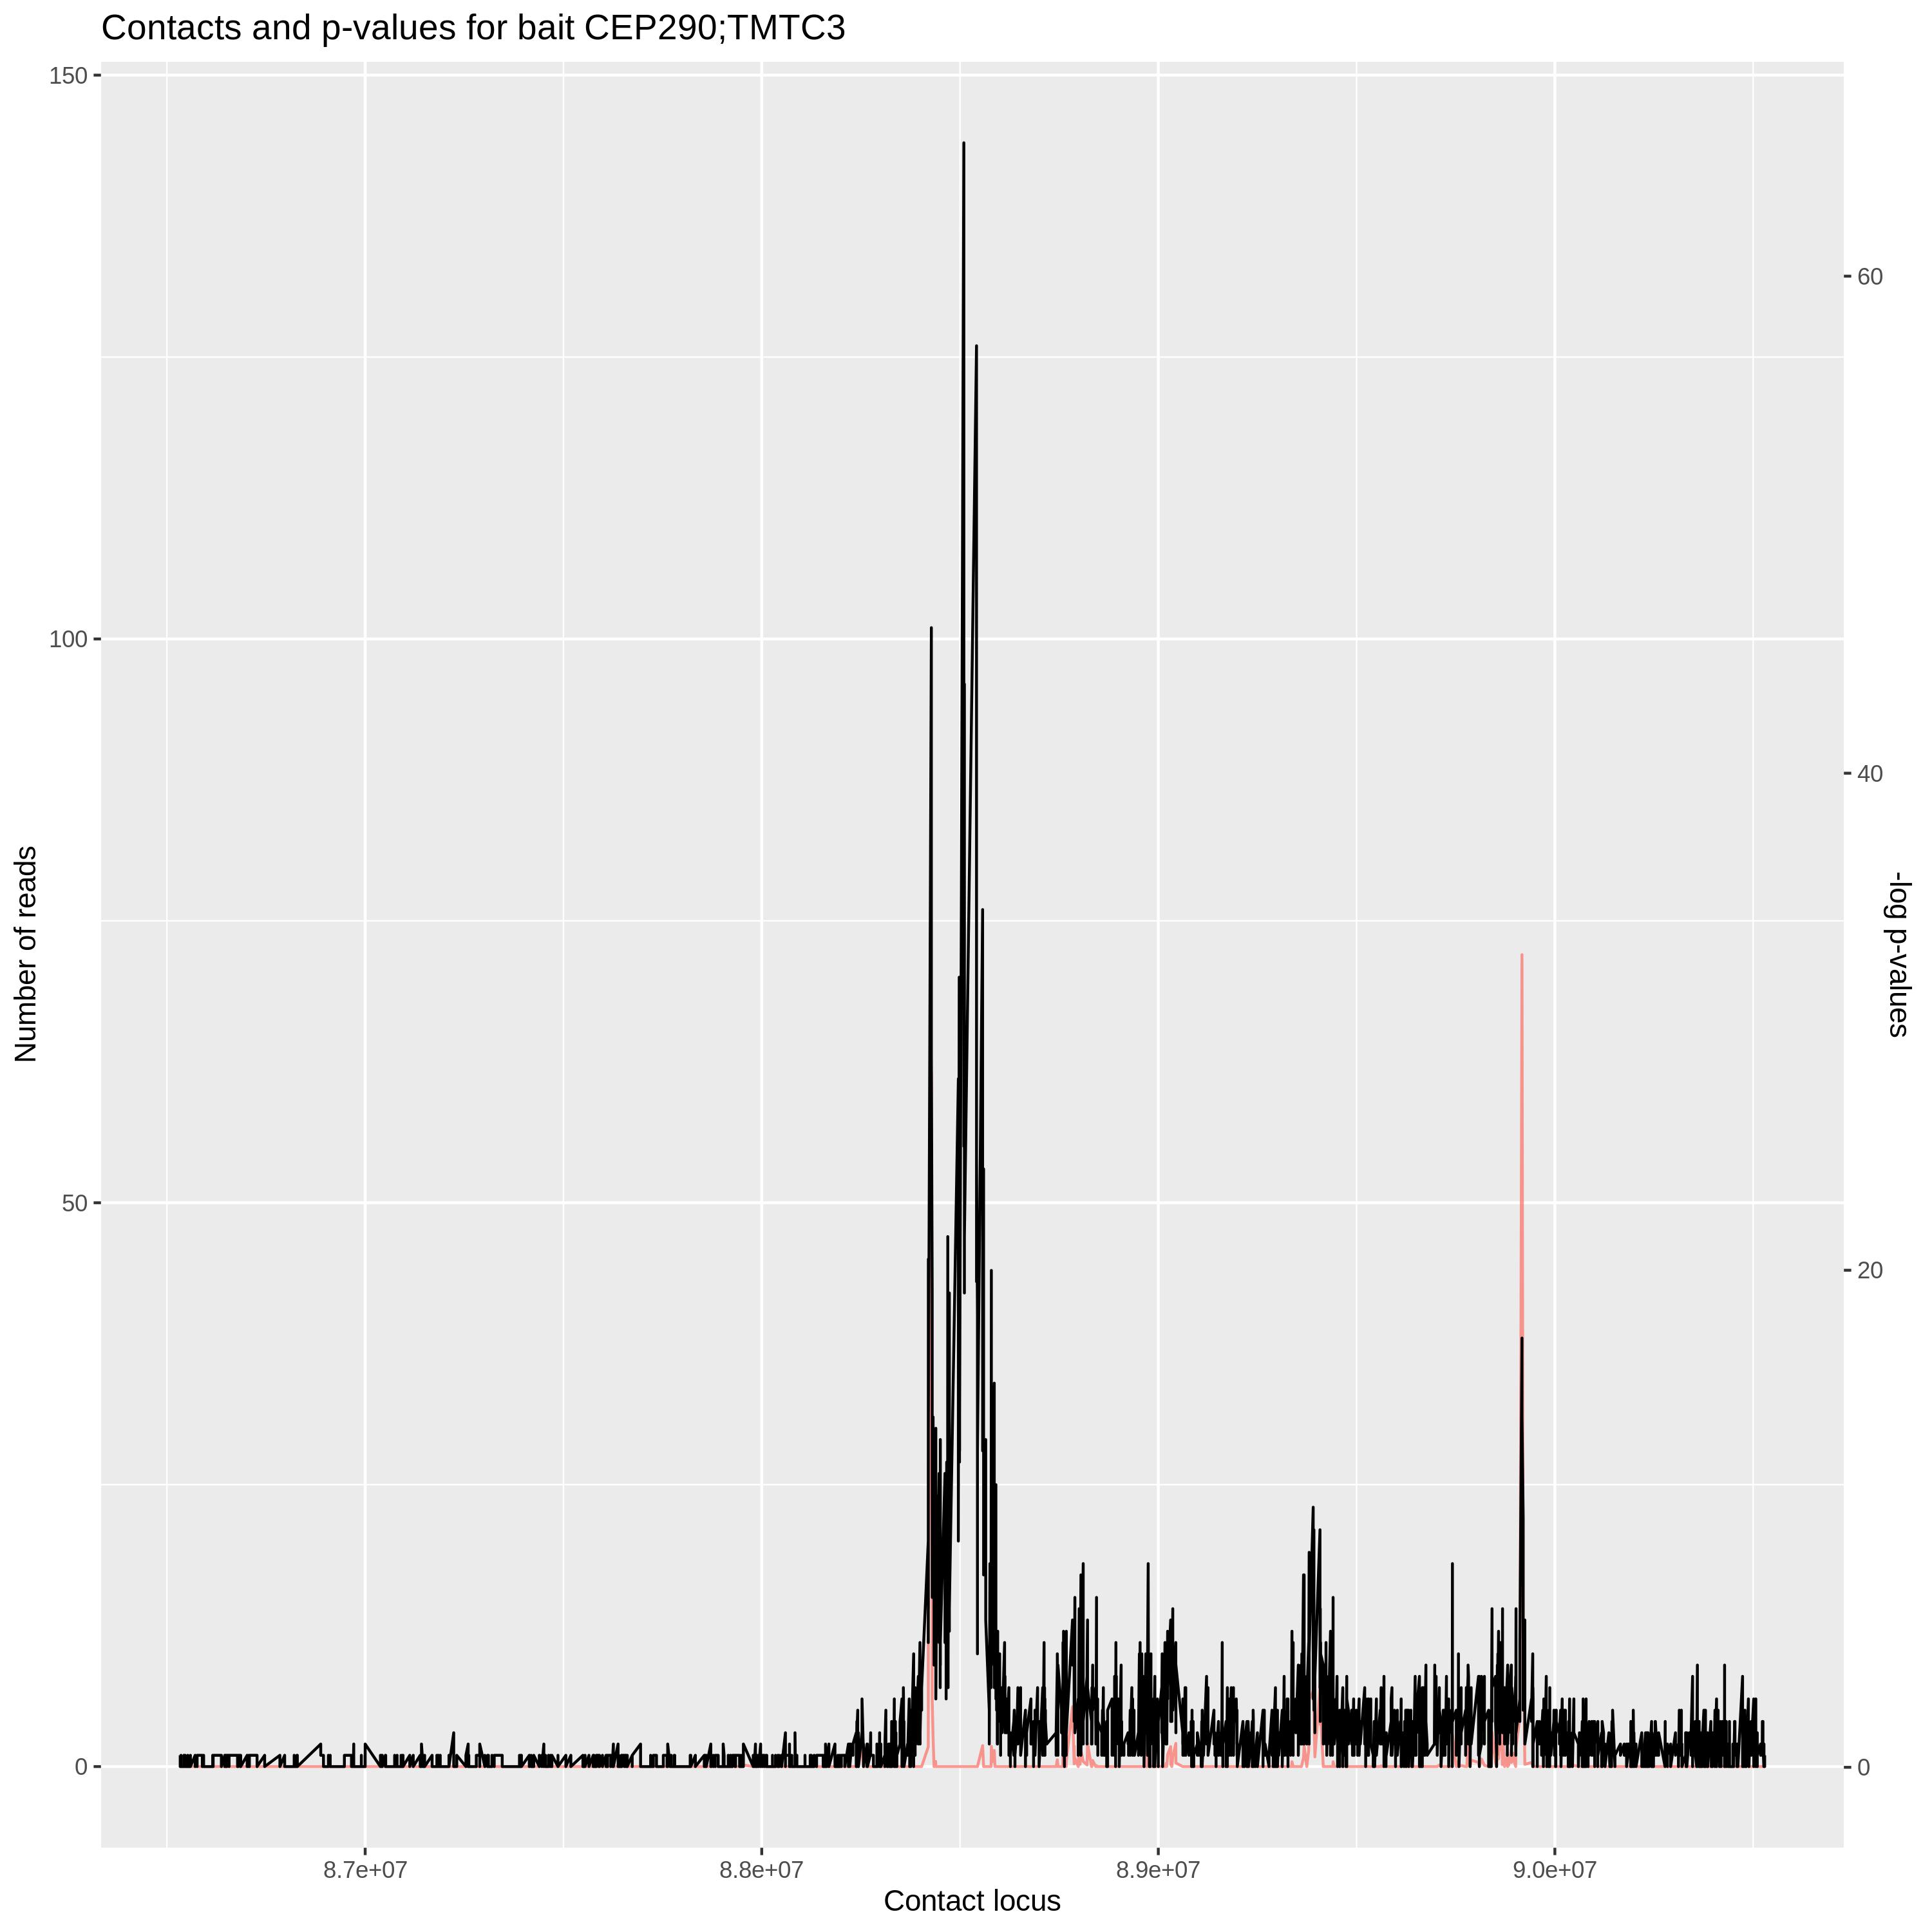 Contacts and p-values for bait CEP290;TMTC3
150
100
50
0
60
40
20
0
Number of reads
-log p-values
8.7e+07
8.8e+07
8.9e+07
9.0e+07
Contact locus